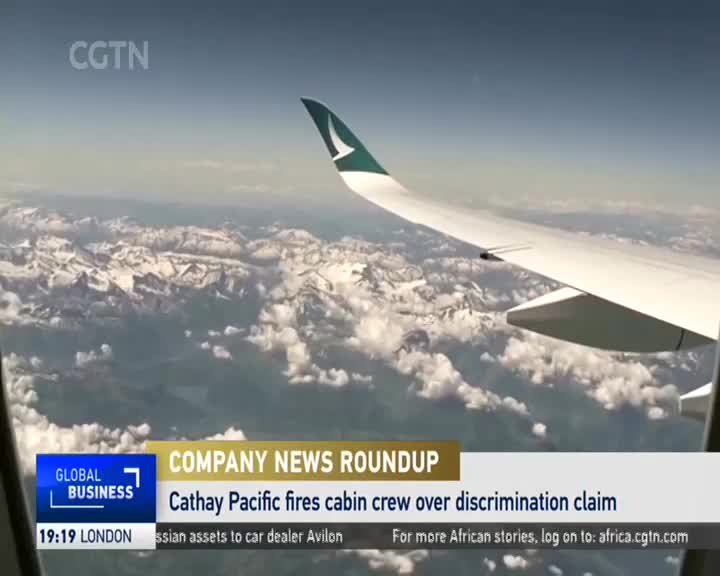 CGTN
COMPANY NEWS ROUNDUP
GLOBAL
BUSINESS
Cathay Pacific fires cabin crew over discrimination claim
19:19 LONDON
assets to car dealer Avilon For more African stories, log on to: africa.cgtn.com